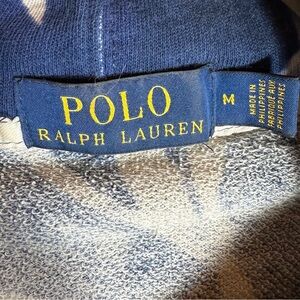 POLO
RALPH LAUREN
M
MADE IN
PHILIPPINES
FABRIQUÉ AUX
PHILIPPINES